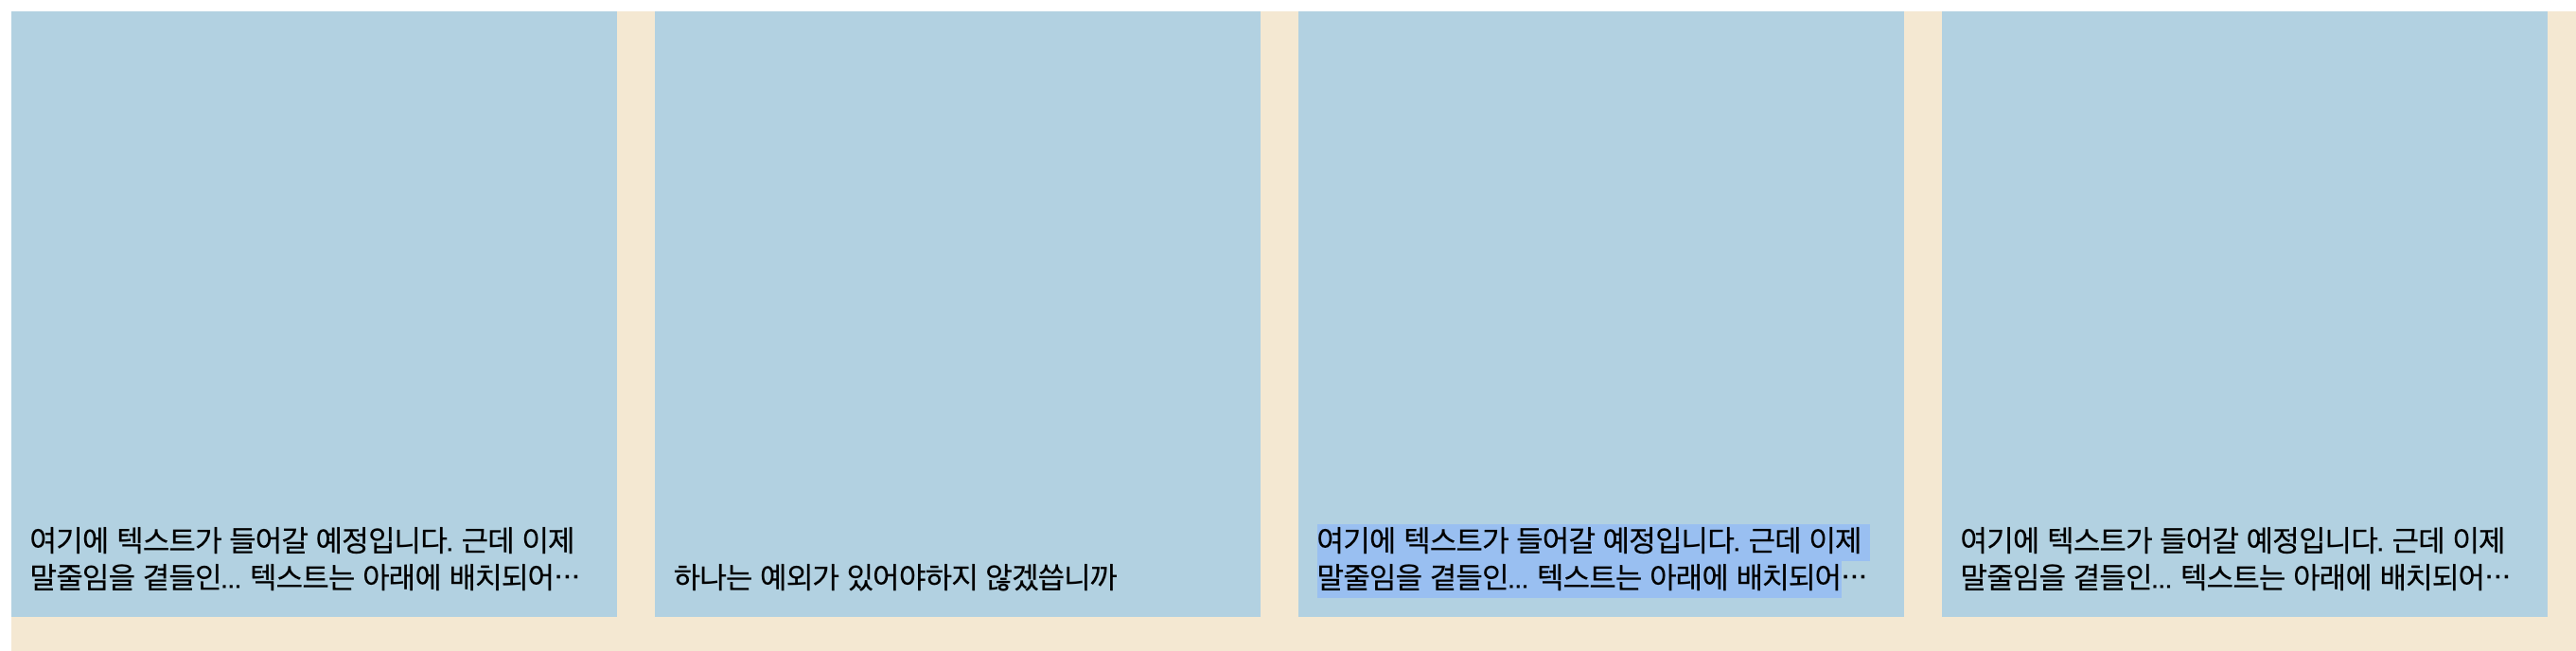 여기에 텍스트가 들어갈 예정입니다. 근데 이제
말줄임을 곁들인... 텍스트는 아래에 배치되어…
하나는 예외가 있어야하지 않겠씁니까
여기에 텍스트가 들어갈 예정입니다. 근데 이제
말줄임을 곁들인... 텍스트는 아래에 배치되어…
여기에 텍스트가 들어갈 예정입니다. 근데 이제
말줄임을 곁들인... 텍스트는 아래에 배치되어…